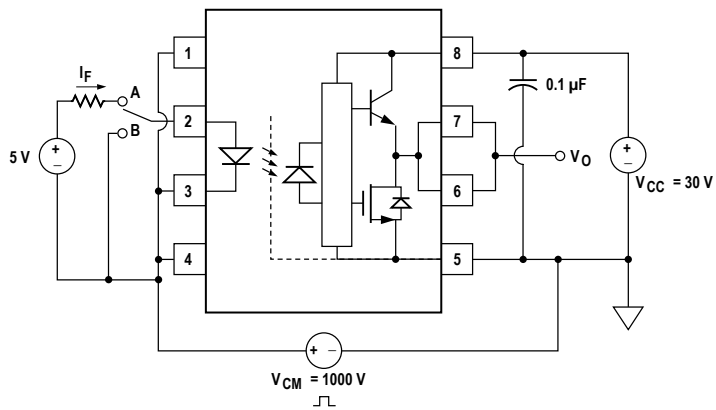 1
8
I_F
A
0.1 µF
2
7
B
5 V
+
−
V_O
+
−
V_CC = 30 V
3
6
4
5
+ −
V_CM = 1000 V